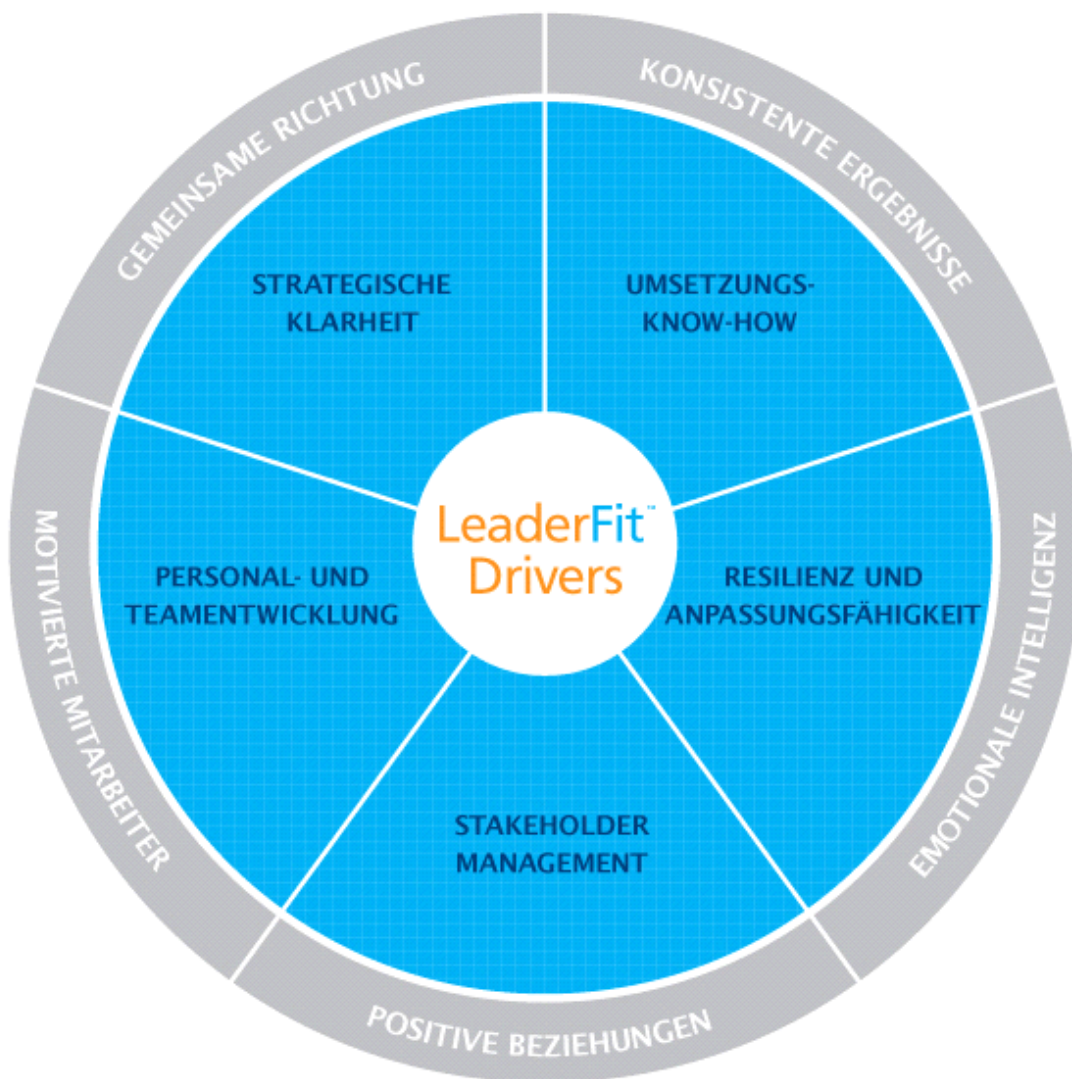 GEMEINSAME RICHTUNG
KONSISTENTE ERGEBNISSE
STRATEGISCHE
KLARHEIT
UMSETZUNGS-
KNOW-HOW
LeaderFit™
Drivers
PERSONAL- UND
TEAMENTWICKLUNG
RESILIENZ UND
ANPASSUNGSFÄHIGKEIT
MOTIVIERTE MITARBEITER
EMOTIONALE INTELLIGENZ
STAKEHOLDER
MANAGEMENT
POSITIVE BEZIEHUNGEN